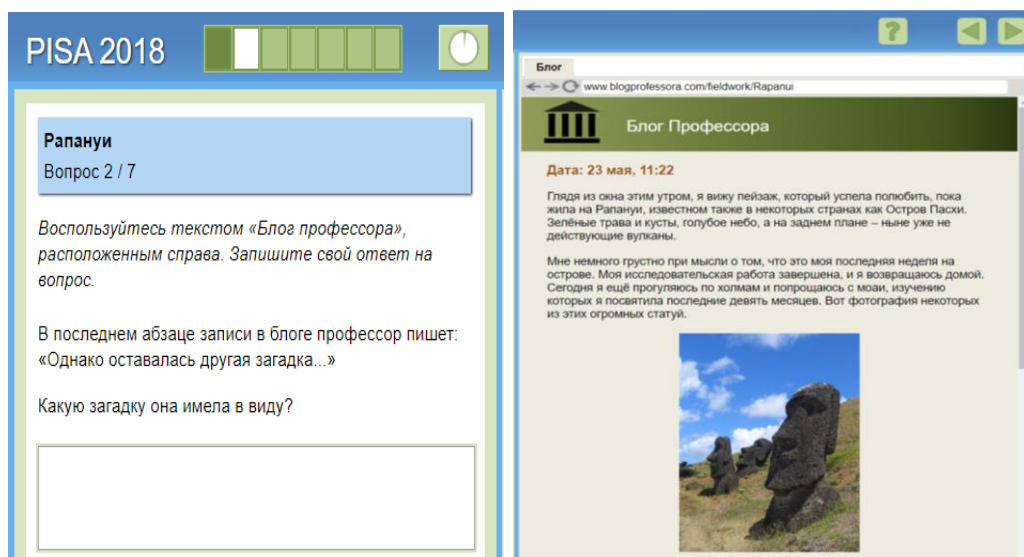 PISA 2018
Рапануи
Вопрос 2 / 7
Воспользуйтесь текстом «Блог профессора»,
расположенным справа. Запишите свой ответ на
вопрос.
В последнем абзаце записи в блоге профессор пишет:
«Однако оставалась другая загадка...»
Какую загадку она имела в виду?
?
Блог
www.blogprofessora.com/fieldwork/Rapanui
Блог Профессора
Дата: 23 мая, 11:22
Глядя из окна этим утром, я вижу пейзаж, который успела полюбить, пока
жила на Рапануи, известном также в некоторых странах как Остров Пасхи.
Зелёные трава и кусты, голубое небо, а на заднем плане – ныне уже не
действующие вулканы.
Мне немного грустно при мысли о том, что это моя последняя неделя на
острове. Моя исследовательская работа завершена, и я возвращаюсь домой.
Сегодня я ещё прогуляюсь по холмам и попрощаюсь с моаи, изучению
которых я посвятила последние девять месяцев. Вот фотография некоторых
из этих огромных статуй.